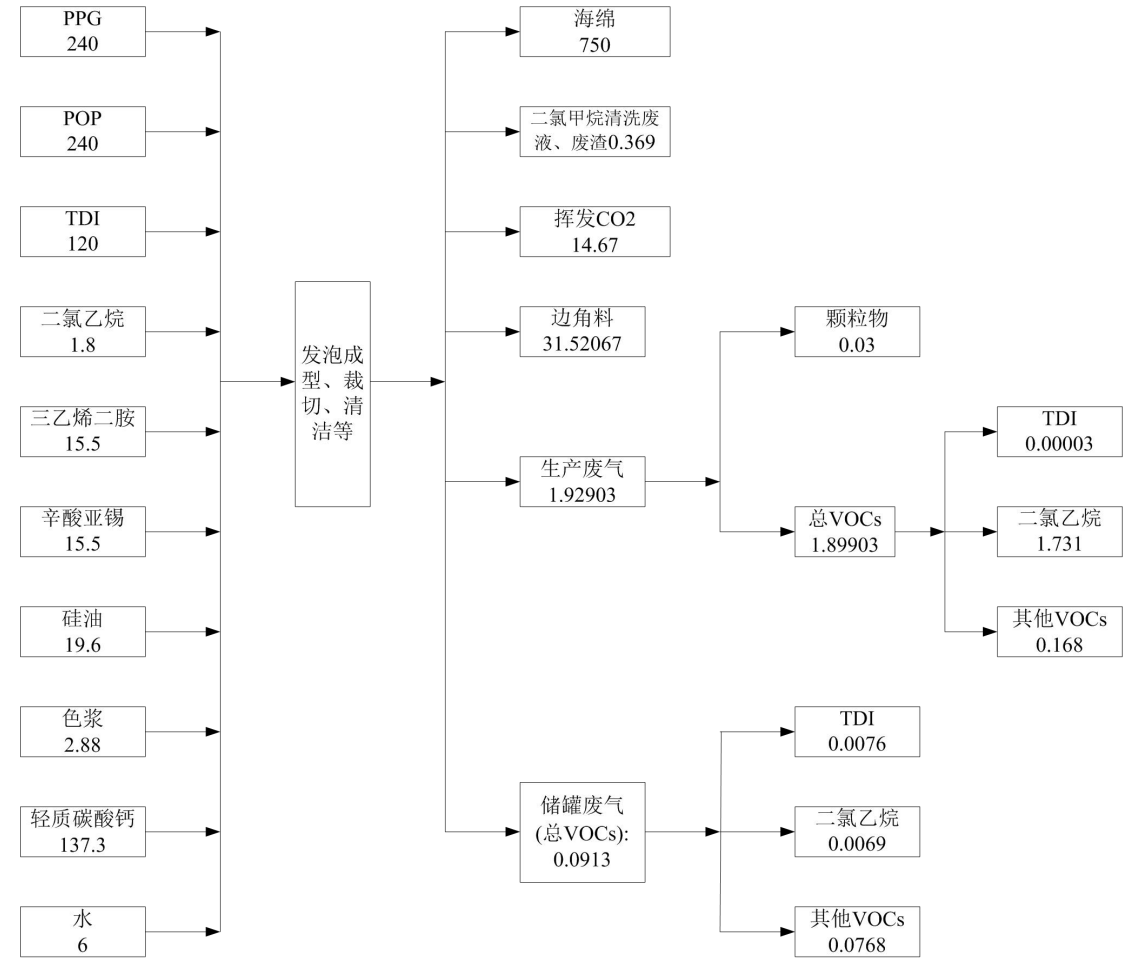 PPG
240
POP
240
TDI
120
二氯乙烷
1.8
三乙烯二胺
15.5
辛酸亚锡
15.5
硅油
19.6
色浆
2.88
轻质碳酸钙
137.3
水
6
发泡成
型、裁
切、清
洁等
海绵
750
二氯甲烷清洗废
液、废渣0.369
挥发CO2
14.67
边角料
31.52067
生产废气
1.92903
储罐废气
(总VOCs):
0.0913
颗粒物
0.03
总VOCs
1.89903
TDI
0.00003
二氯乙烷
1.731
其他VOCs
0.168
TDI
0.0076
二氯乙烷
0.0069
其他VOCs
0.0768